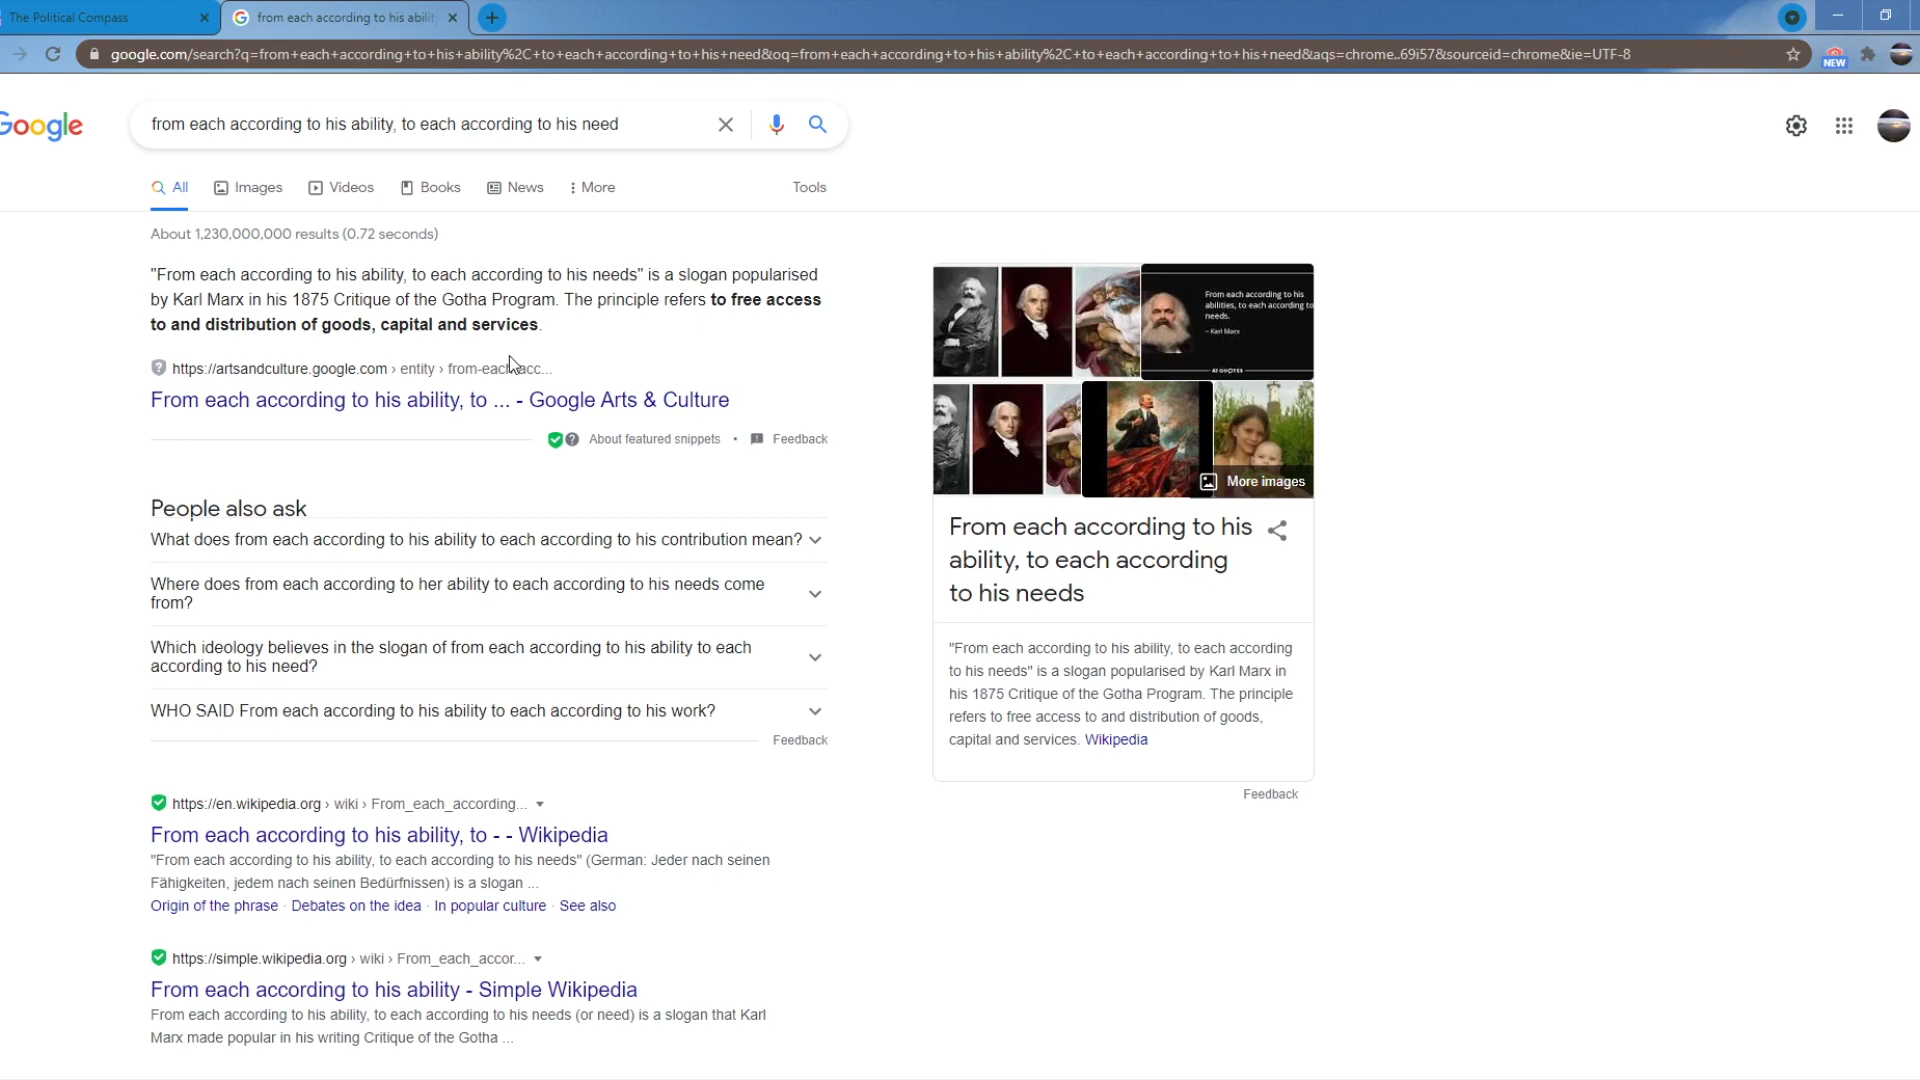 The Political Compass
from each according to his ability
google.com/search?q=from+each+according+to+his+ability%2C+to+each+according+to+his+need&oq=from+each+according+to+his+ability%2C+to+each+according+to+his+need&aqs=chrome..69i57&sourceid=chrome&ie=UTF-8
NEW
Google
from each according to his ability, to each according to his need
All
Images
Videos
Books
News
More
Tools
About 1,230,000,000 results (0.72 seconds)
"From each according to his ability, to each according to his needs" is a slogan popularised
by Karl Marx in his 1875 Critique of the Gotha Program. The principle refers to free access
to and distribution of goods, capital and services.
https://artsandculture.google.com › entity › from-each-acc...
From each according to his ability, to ... - Google Arts & Culture
About featured snippets • Feedback
People also ask
What does from each according to his ability to each according to his contribution mean?
Where does from each according to her ability to each according to his needs come
from?
Which ideology believes in the slogan of from each according to his ability to each
according to his need?
WHO SAID From each according to his ability to each according to his work?
Feedback
https://en.wikipedia.org › wiki › From_each_according...
From each according to his ability, to - - Wikipedia
"From each according to his ability, to each according to his needs" (German: Jeder nach seinen
Fähigkeiten, jedem nach seinen Bedürfnissen) is a slogan ...
Origin of the phrase · Debates on the idea · In popular culture · See also
https://simple.wikipedia.org › wiki › From_each_accor...
From each according to his ability - Simple Wikipedia
From each according to his ability, to each according to his needs (or need) is a slogan that Karl
Marx made popular in his writing Critique of the Gotha ...
From each according to his
abilities, to each according to
needs.
~ Karl Marx
AZ QUOTES
More images
From each according to his
ability, to each according
to his needs
"From each according to his ability, to each according
to his needs" is a slogan popularised by Karl Marx in
his 1875 Critique of the Gotha Program. The principle
refers to free access to and distribution of goods,
capital and services. Wikipedia
Feedback